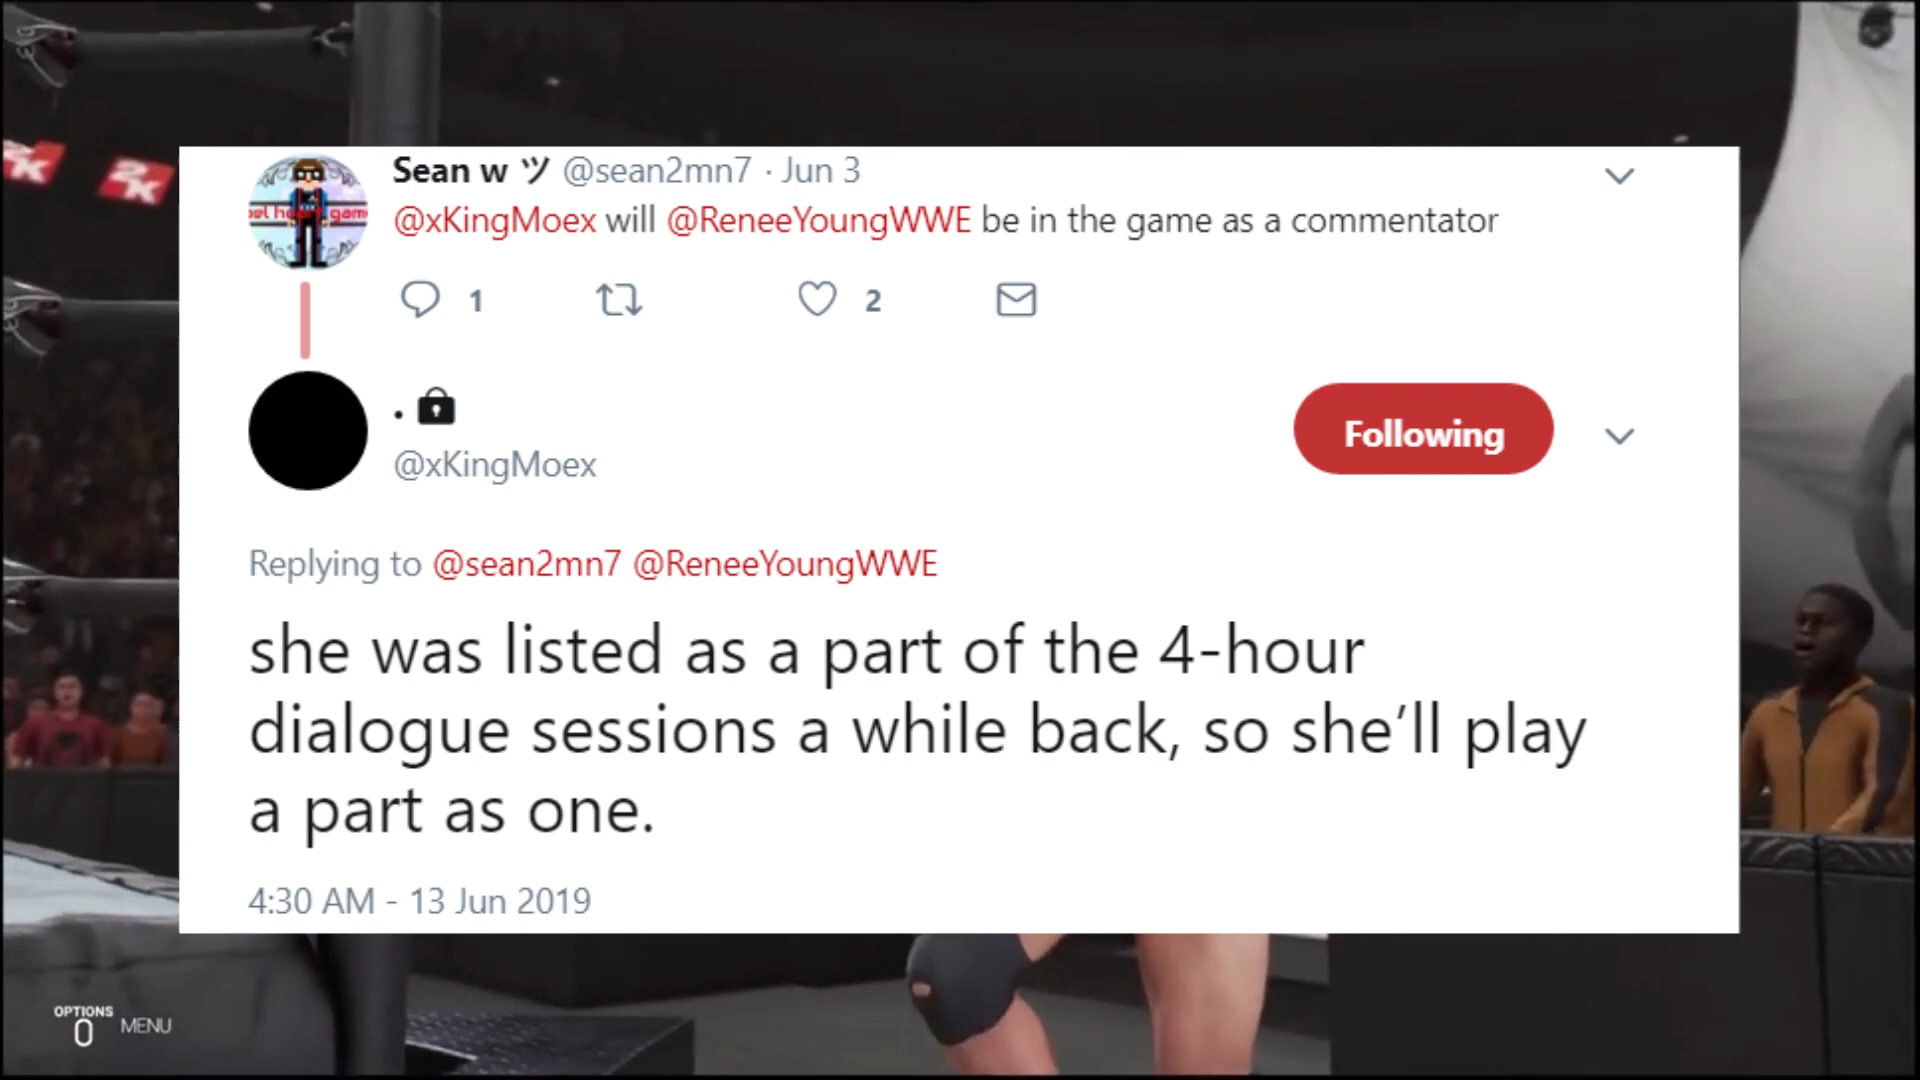 2K
2K
Sean w ツ @sean2mn7 · Jun 3
@xKingMoex will @ReneeYoungWWE be in the game as a commentator
1
2
.
@xKingMoex
Following
Replying to @sean2mn7 @ReneeYoungWWE
she was listed as a part of the 4-hour
dialogue sessions a while back, so she’ll play
a part as one.
4:30 AM - 13 Jun 2019
OPTIONS
MENU